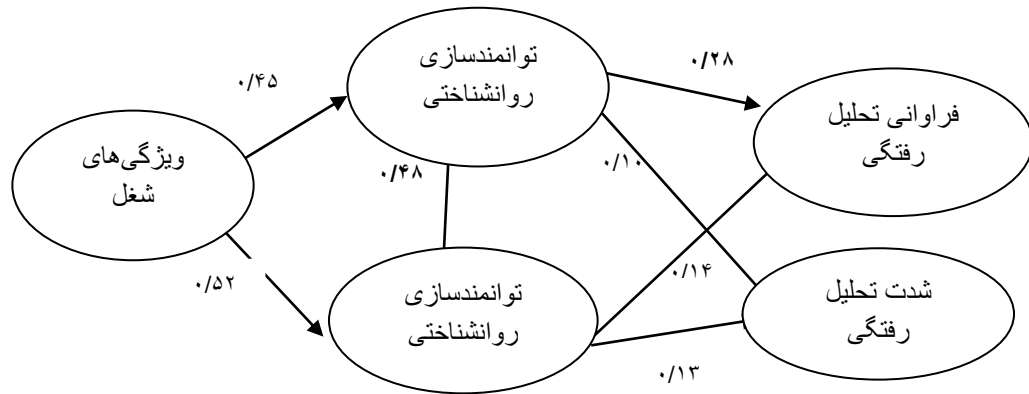 توانمندسازی
روانشناختی
۰/۲۸
۰/۴۵
فراوانی تحلیل
رفتگی
ویژگی‌های
شغل
۰/۴۸
۰/۱۰
۰/۵۲
توانمندسازی
روانشناختی
۰/۱۴
شدت تحلیل
رفتگی
۰/۱۳